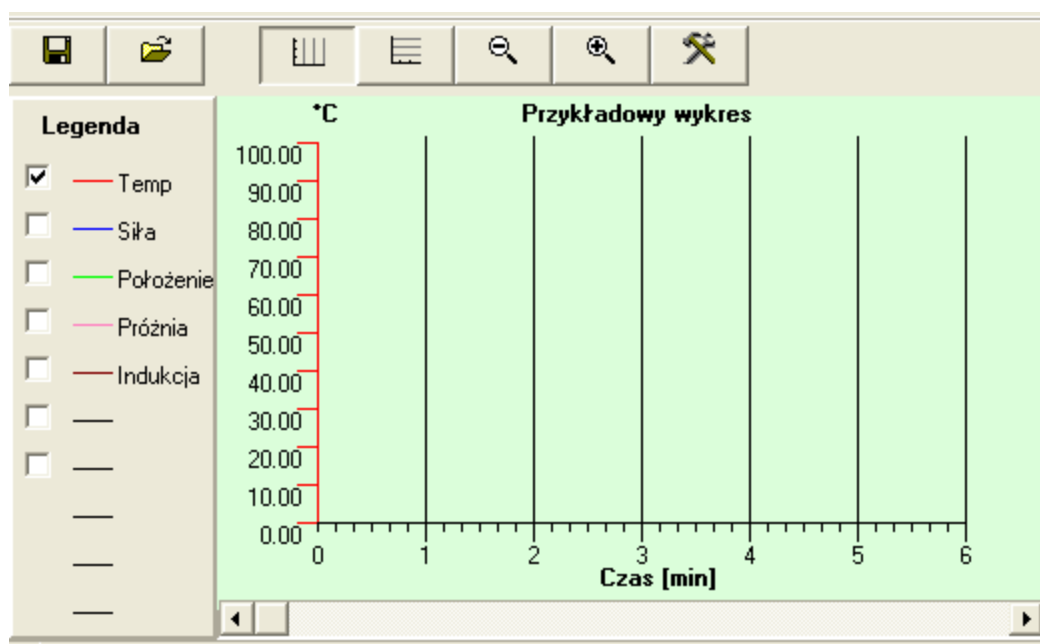 Legenda
Temp
Siła
Położenie
Próżnia
Indukcja
°C
Przykładowy wykres
100.00
90.00
80.00
70.00
60.00
50.00
40.00
30.00
20.00
10.00
0.00
0 1 2 3 4 5 6
Czas [min]